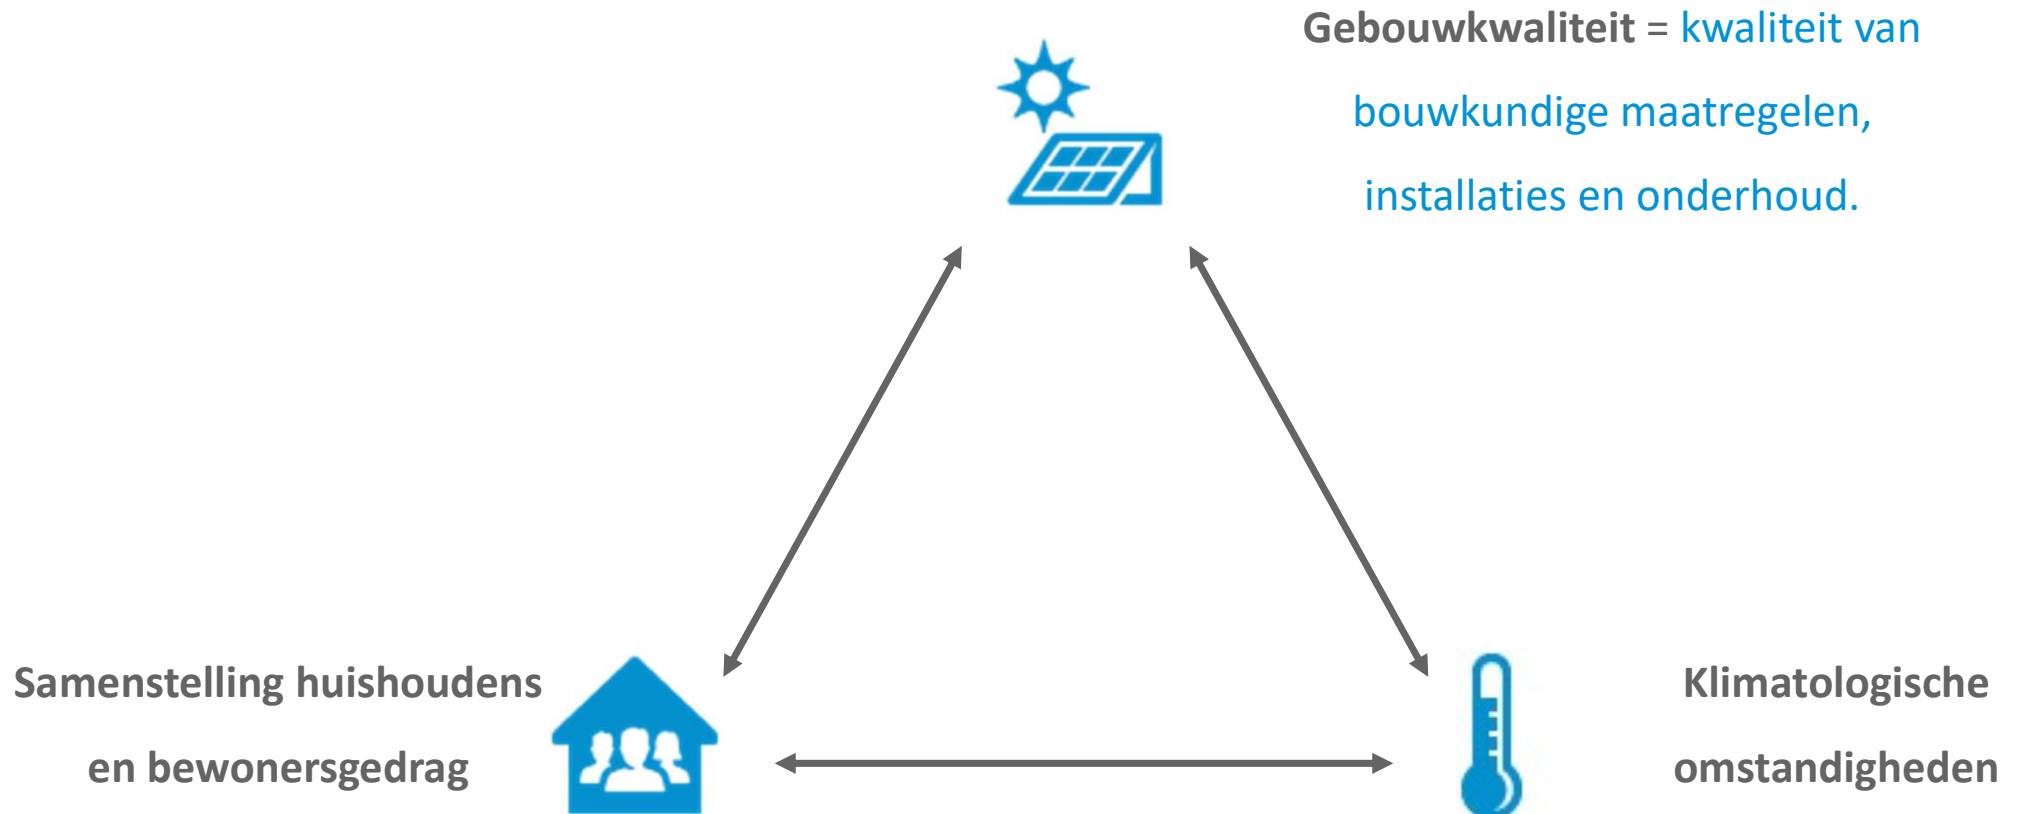 Gebouwkwaliteit = kwaliteit van
bouwkundige maatregelen,
installaties en onderhoud.
Samenstelling huishoudens
en bewonersgedrag
Klimatologische
omstandigheden